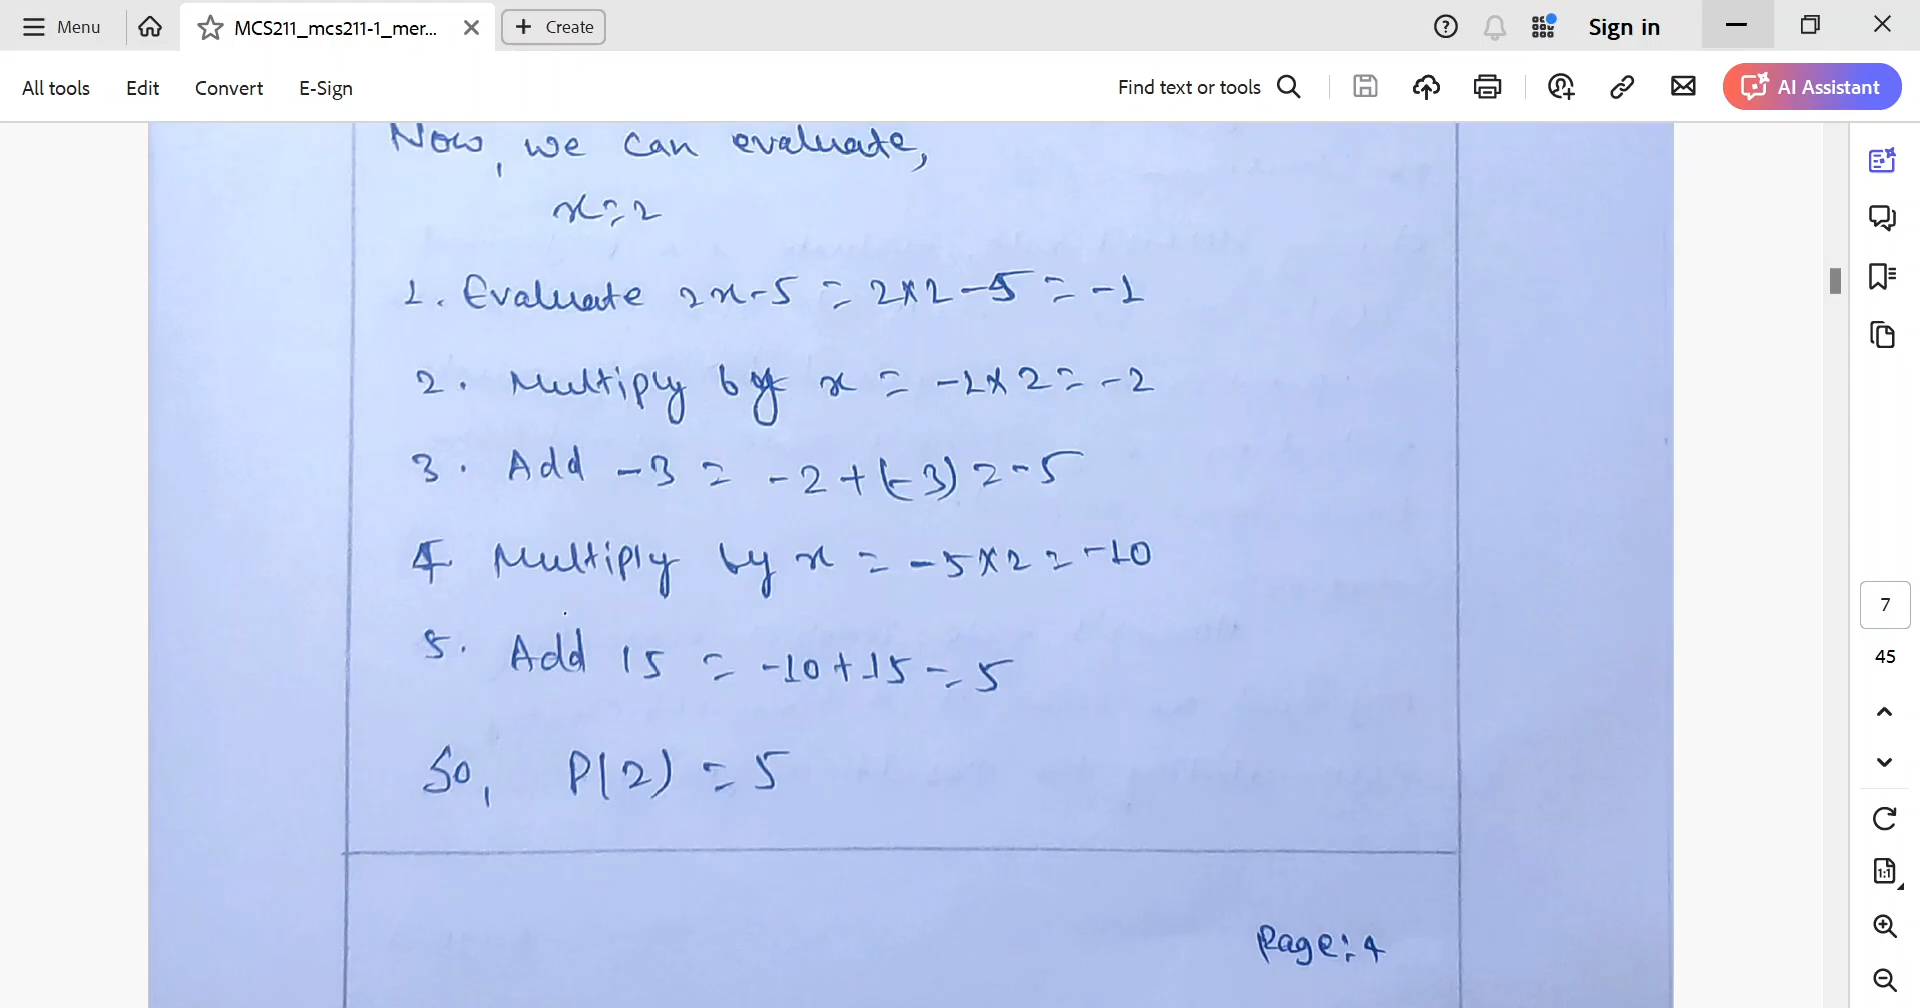 Menu
MCS211_mcs211-1_mer...
Create
Sign in
All tools Edit Convert E-Sign
Find text or tools
AI Assistant
Now, we can evaluate,
x=2
1. Evaluate 2x-5 = 2×2-5 = -1
2. Multiply by x = -1×2 = -2
3. Add -3 = -2+(-3) = -5
4. Multiply by x = -5×2 = -10
5. Add 15 = -10+15 = 5
So, P(2) = 5
Page: 4
7
45
1:1